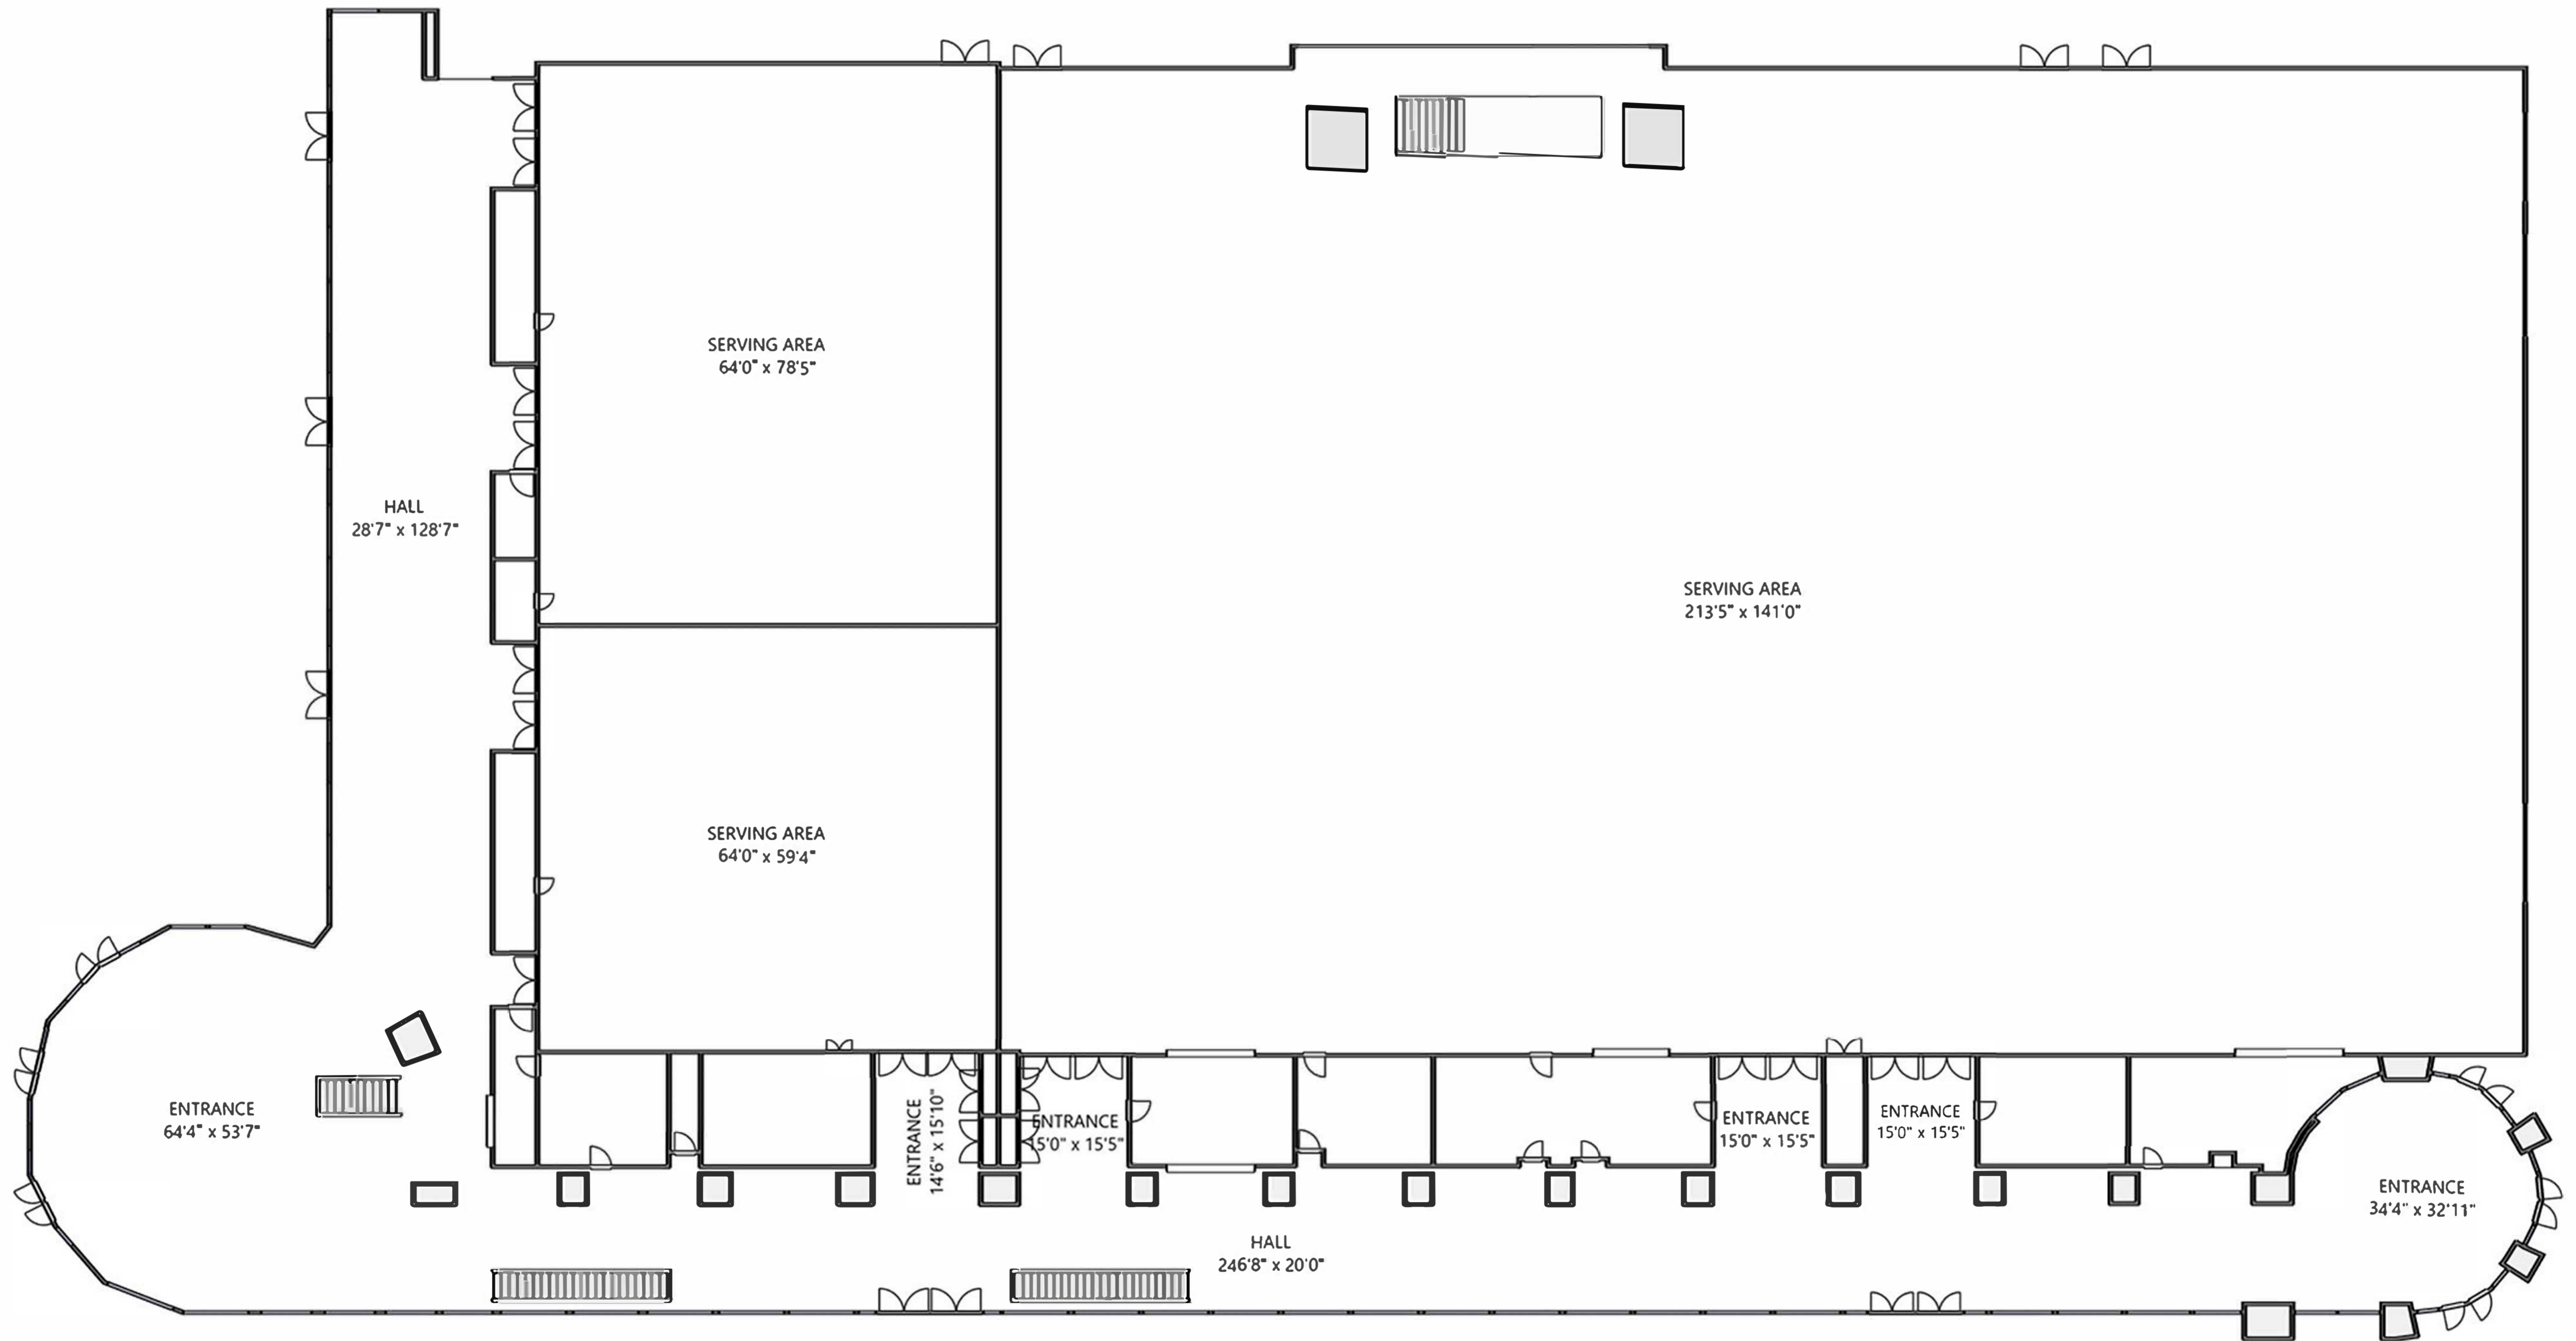 SERVING AREA
64'0" x 78'5"
HALL
28'7" x 128'7"
SERVING AREA
213'5" x 141'0"
SERVING AREA
64'0" x 59'4"
ENTRANCE
64'4" x 53'7"
ENTRANCE
14'6" x 15'10"
ENTRANCE
15'0" x 15'5"
ENTRANCE
15'0" x 15'5"
ENTRANCE
15'0" x 15'5"
ENTRANCE
34'4" x 32'11"
HALL
246'8" x 20'0"